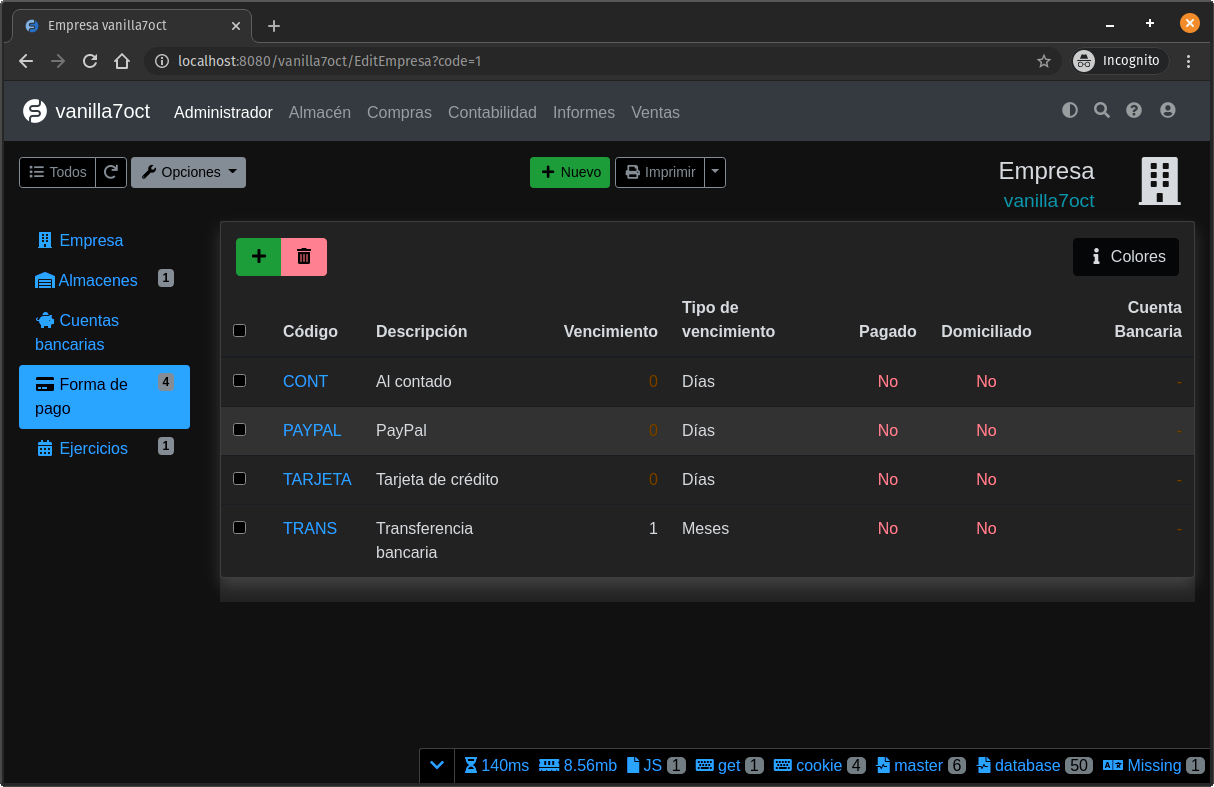 Empresa vanilla7oct
localhost:8080/vanilla7oct/EditEmpresa?code=1
Incognito
vanilla7oct Administrador Almacén Compras Contabilidad Informes Ventas
Todos Opciones Nuevo Imprimir
Empresa
vanilla7oct
Empresa
Almacenes 1
Cuentas
bancarias
Forma de 4
pago
Ejercicios 1
Colores
Código Descripción Vencimiento Tipo de
vencimiento Pagado Domiciliado Cuenta
Bancaria
CONT Al contado 0 Días No No -
PAYPAL PayPal 0 Días No No -
TARJETA Tarjeta de crédito 0 Días No No -
TRANS Transferencia
bancaria 1 Meses No No -
140ms 8.56mb JS 1 get 1 cookie 4 master 6 database 50 Missing 1